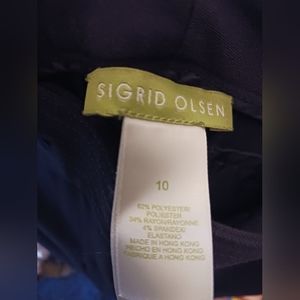 SIGRID OLSEN
10
62% POLYESTER/
POLIESTER
34% RAYON/RAYONNE
4% SPANDEX/
ELASTANO
MADE IN HONG KONG
HECHO EN HONG KONG
FABRIQUE A HONG KONG